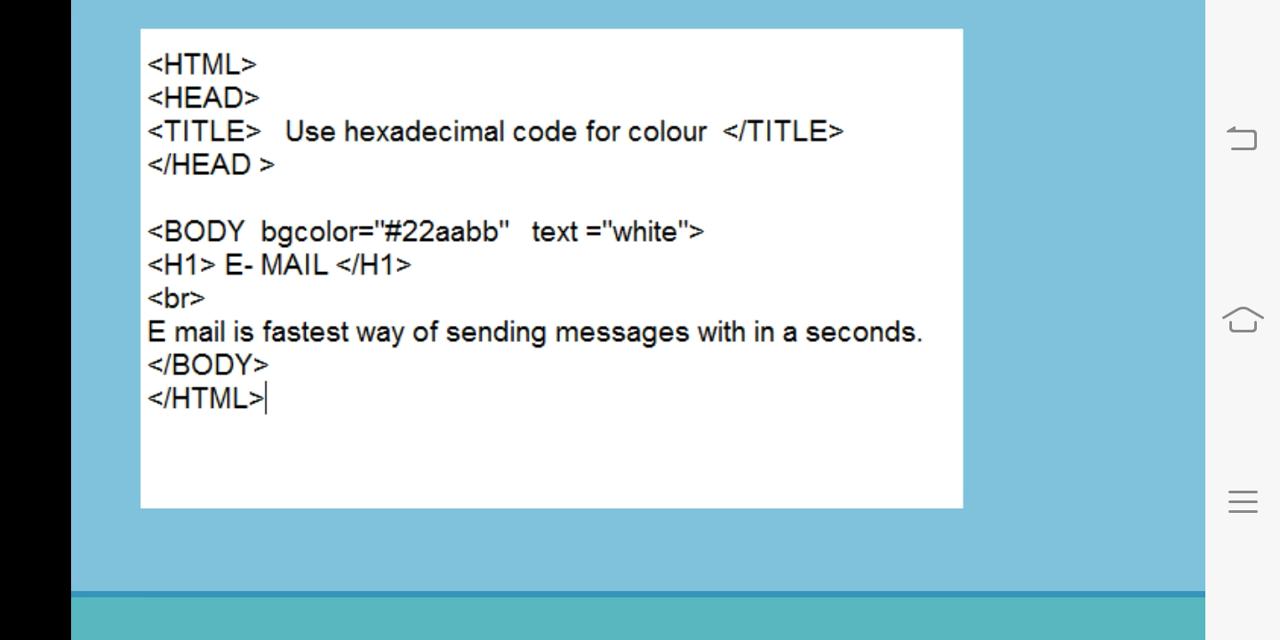 <HTML>
<HEAD>
<TITLE>   Use hexadecimal code for colour  </TITLE>
</HEAD >
<BODY  bgcolor="#22aabb"   text ="white">
<H1> E- MAIL </H1>
<br>
E mail is fastest way of sending messages with in a seconds.
</BODY>
</HTML>